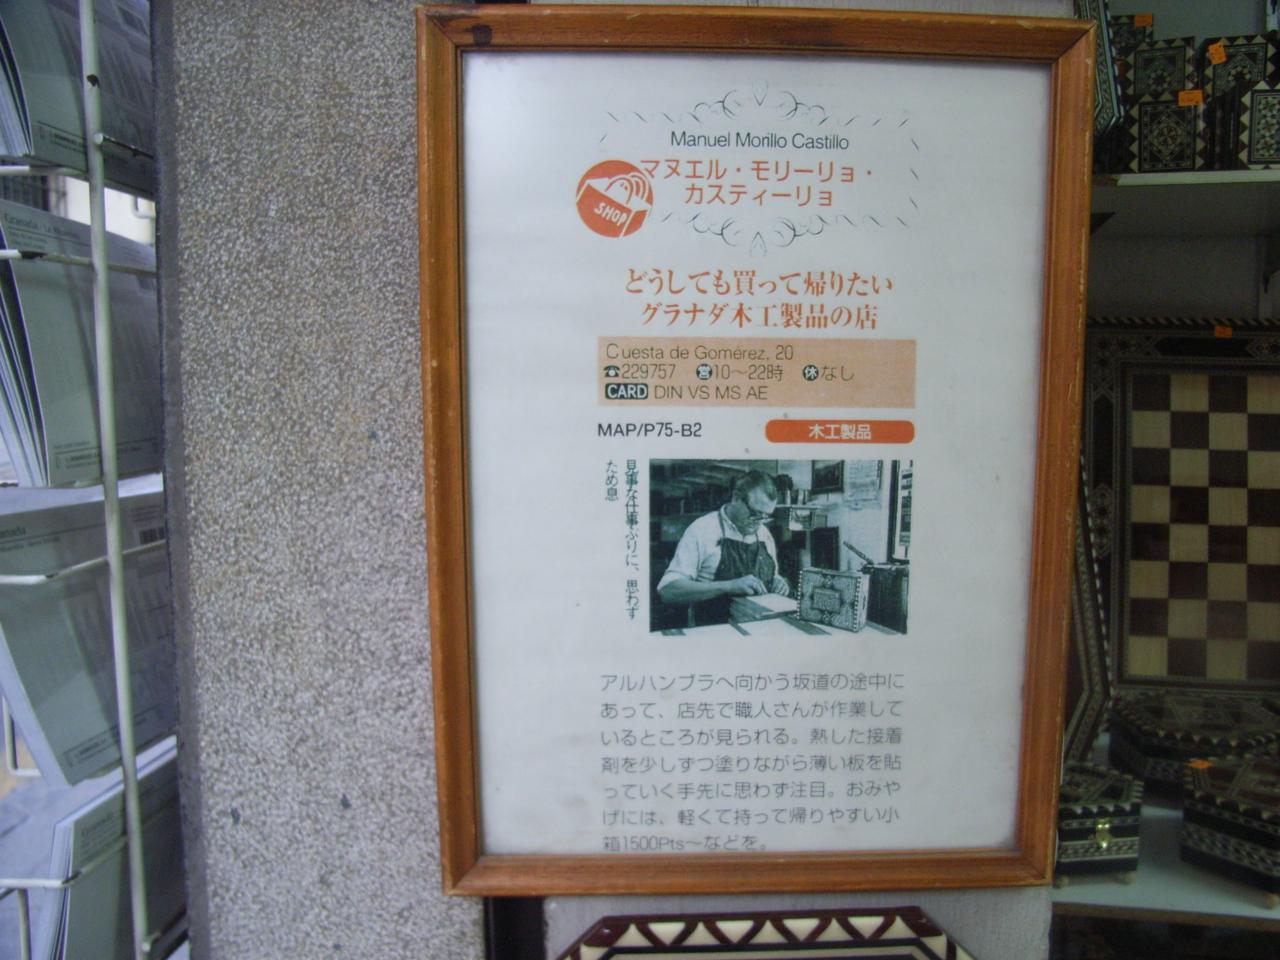 Manuel Morillo Castillo
マヌエル・モリーリョ・
カスティーリョ
SHOP
どうしても買って帰りたい
グラナダ木工製品の店
Cuesta de Gomérez, 20
☎229757 営10〜22時 休なし
CARD DIN VS MS AE
MAP/P75-B2 木工製品
見事な仕事ぶりに、思わず
ため息
アルハンブラへ向かう坂道の途中に
あって、店先で職人さんが作業して
いるところが見られる。熱した接着
剤を少しずつ塗りながら薄い板を貼
っていく手先に思わず注目。おみや
げには、軽くて持って帰りやすい小
箱1500Pts〜などを。
Granada
Granada